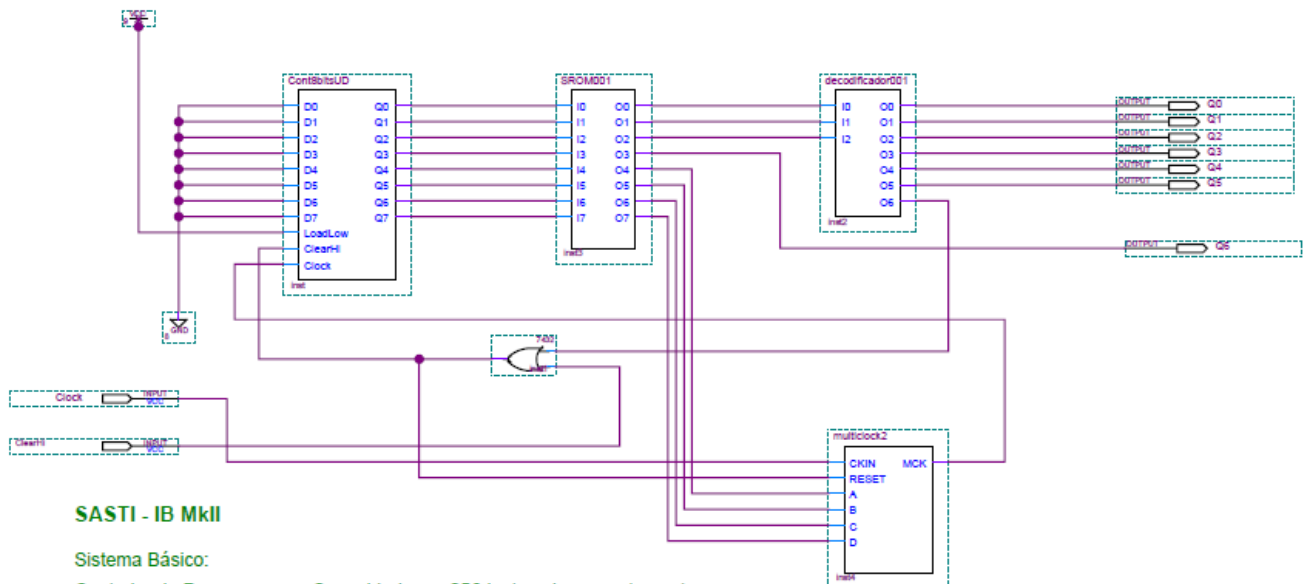 VCC
Cont8bitsUD
D0 Q0
D1 Q1
D2 Q2
D3 Q3
D4 Q4
D5 Q5
D6 Q6
D7 Q7
LoadLow
ClearHI
Clock
inst
SROM001
I0 O0
I1 O1
I2 O2
I3 O3
I4 O4
I5 O5
I6 O6
I7 O7
inst3
decodificador001
I0 O0
I1 O1
I2 O2
O3
O4
O5
O6
inst2
OUTPUT Q0
OUTPUT Q1
OUTPUT Q2
OUTPUT Q3
OUTPUT Q4
OUTPUT Q5
OUTPUT Q6
GND
7432
Clock INPUT
VCC
ClearHI INPUT
VCC
multiclock2
CKIN MCK
RESET
A
B
C
D
inst4
SASTI - IB MkII
Sistema Básico: